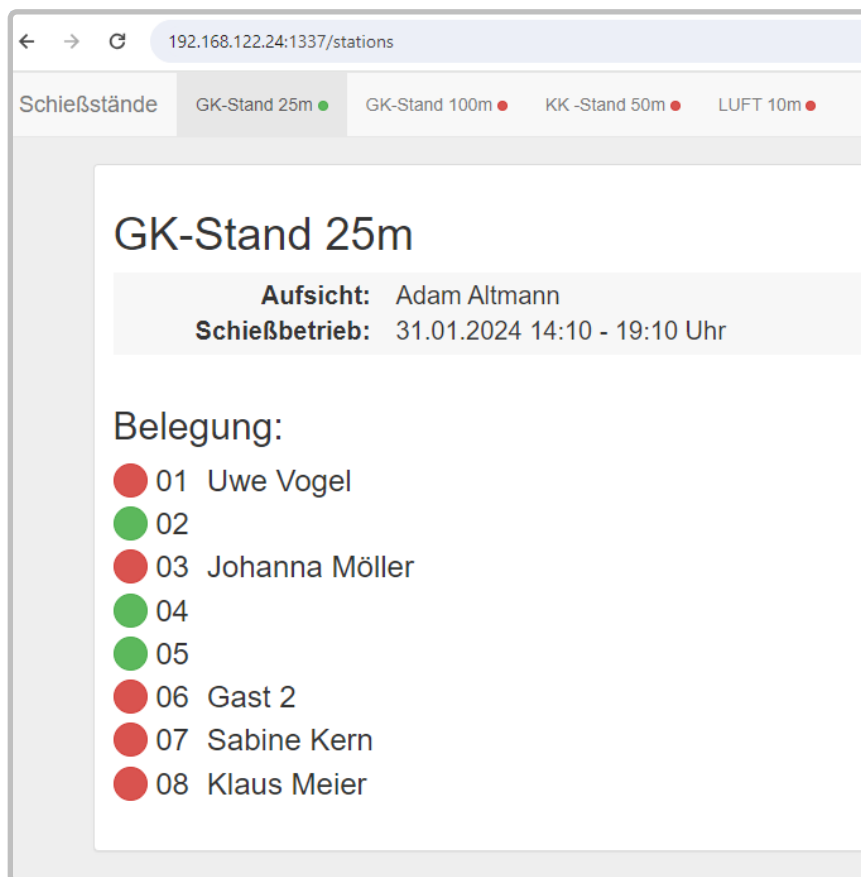 192.168.122.24:1337/stations
Schießstände GK-Stand 25m GK-Stand 100m KK -Stand 50m LUFT 10m
GK-Stand 25m
Aufsicht: Adam Altmann
Schießbetrieb: 31.01.2024 14:10 - 19:10 Uhr
Belegung:
01 Uwe Vogel
02
03 Johanna Möller
04
05
06 Gast 2
07 Sabine Kern
08 Klaus Meier